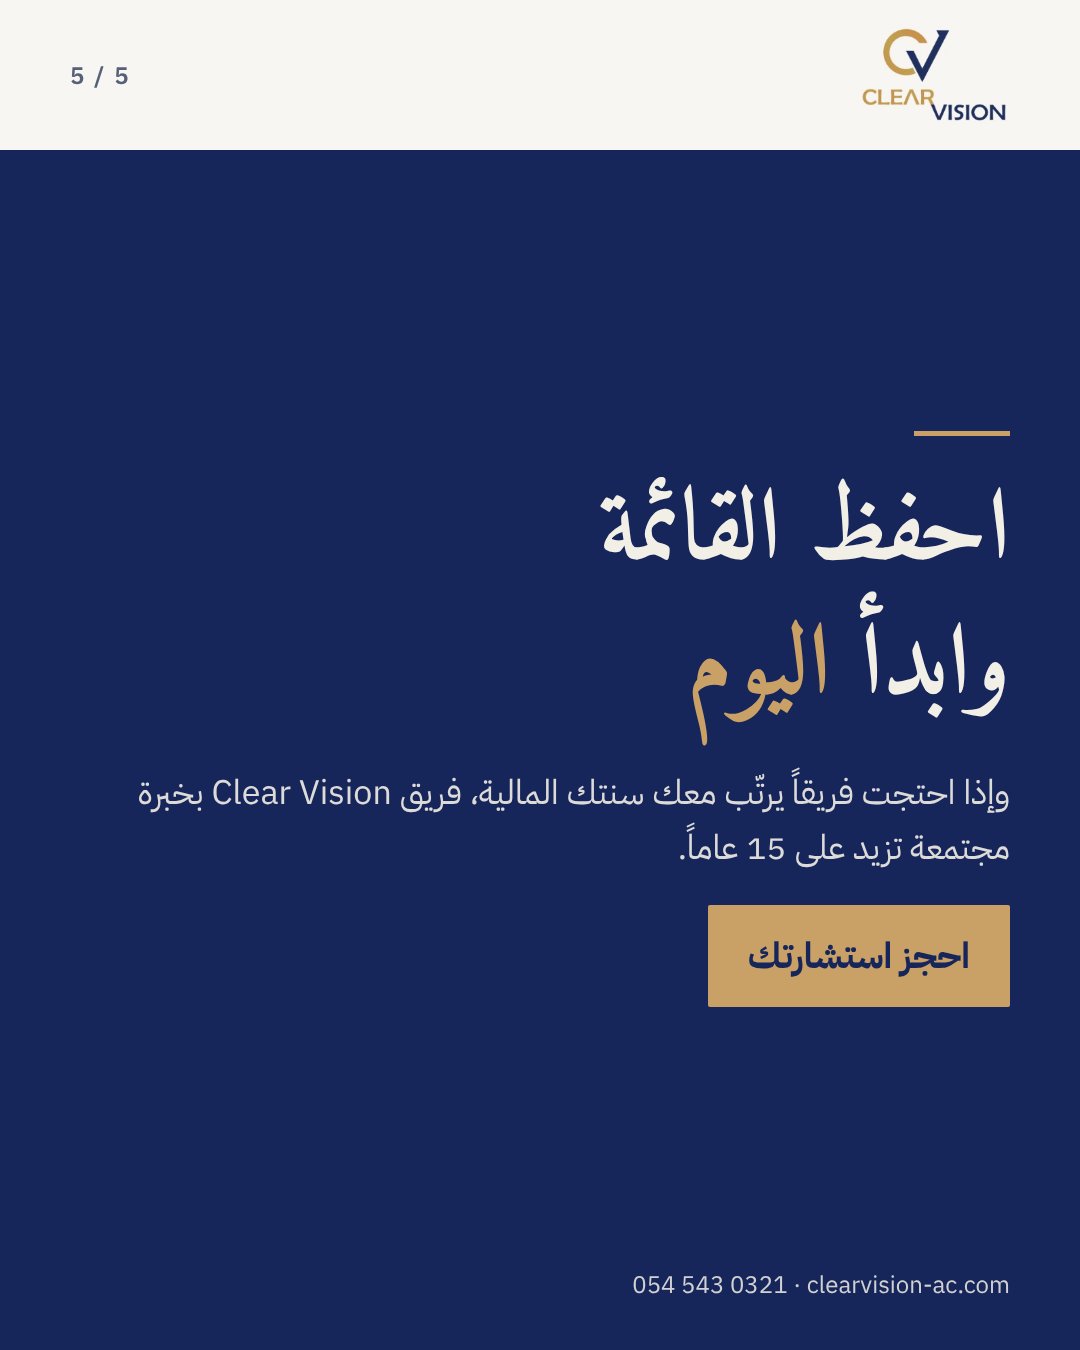 5 / 5
CLEAR
VISION
احفظ القائمة
وابدأ اليوم
وإذا احتجت فريقاً يرتّب معك سنتك المالية، فريق Clear Vision بخبرة
مجتمعة تزيد على 15 عاماً.
احجز استشارتك
054 543 0321 · clearvision-ac.com